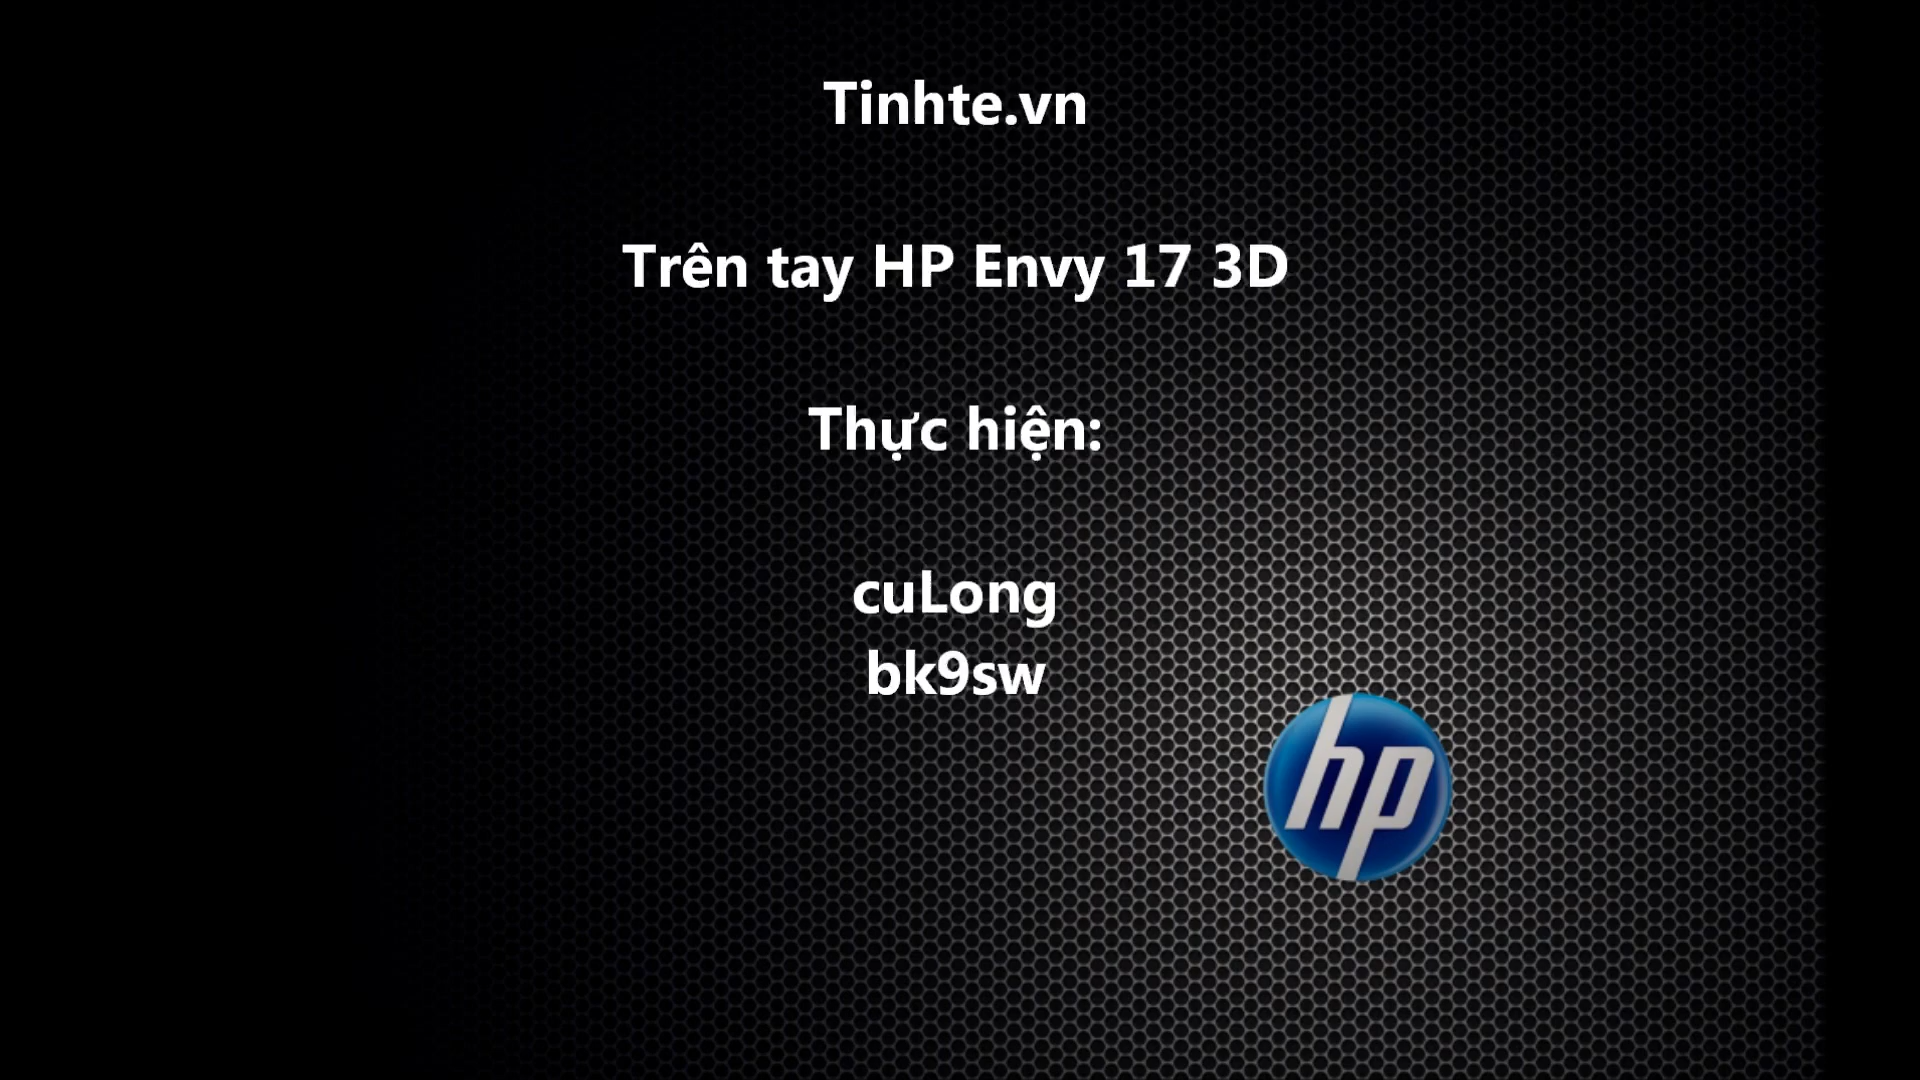 Tinhte.vn
Trên tay HP Envy 17 3D
Thực hiện:
cuLong
bk9sw
hp